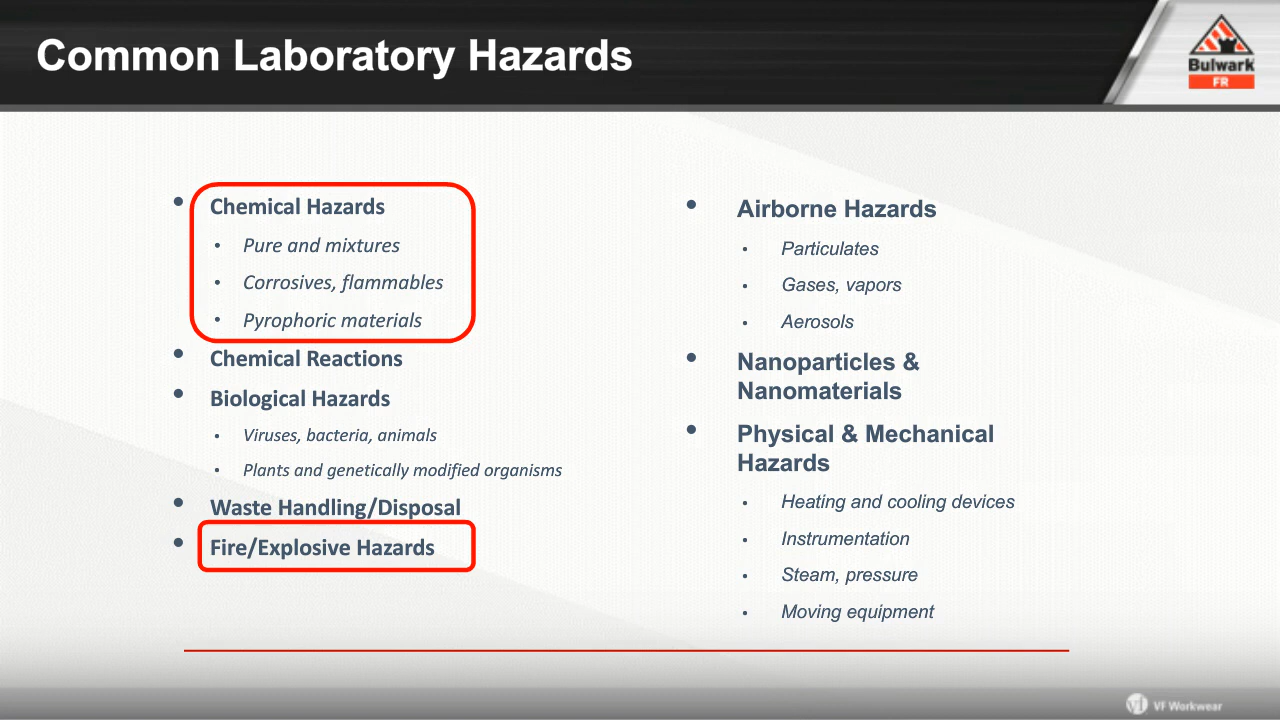 Common Laboratory Hazards
Bulwark
FR
• Chemical Hazards
• Pure and mixtures
• Corrosives, flammables
• Pyrophoric materials
• Chemical Reactions
• Biological Hazards
• Viruses, bacteria, animals
• Plants and genetically modified organisms
• Waste Handling/Disposal
• Fire/Explosive Hazards
• Airborne Hazards
• Particulates
• Gases, vapors
• Aerosols
• Nanoparticles &
Nanomaterials
• Physical & Mechanical
Hazards
• Heating and cooling devices
• Instrumentation
• Steam, pressure
• Moving equipment
VF Workwear